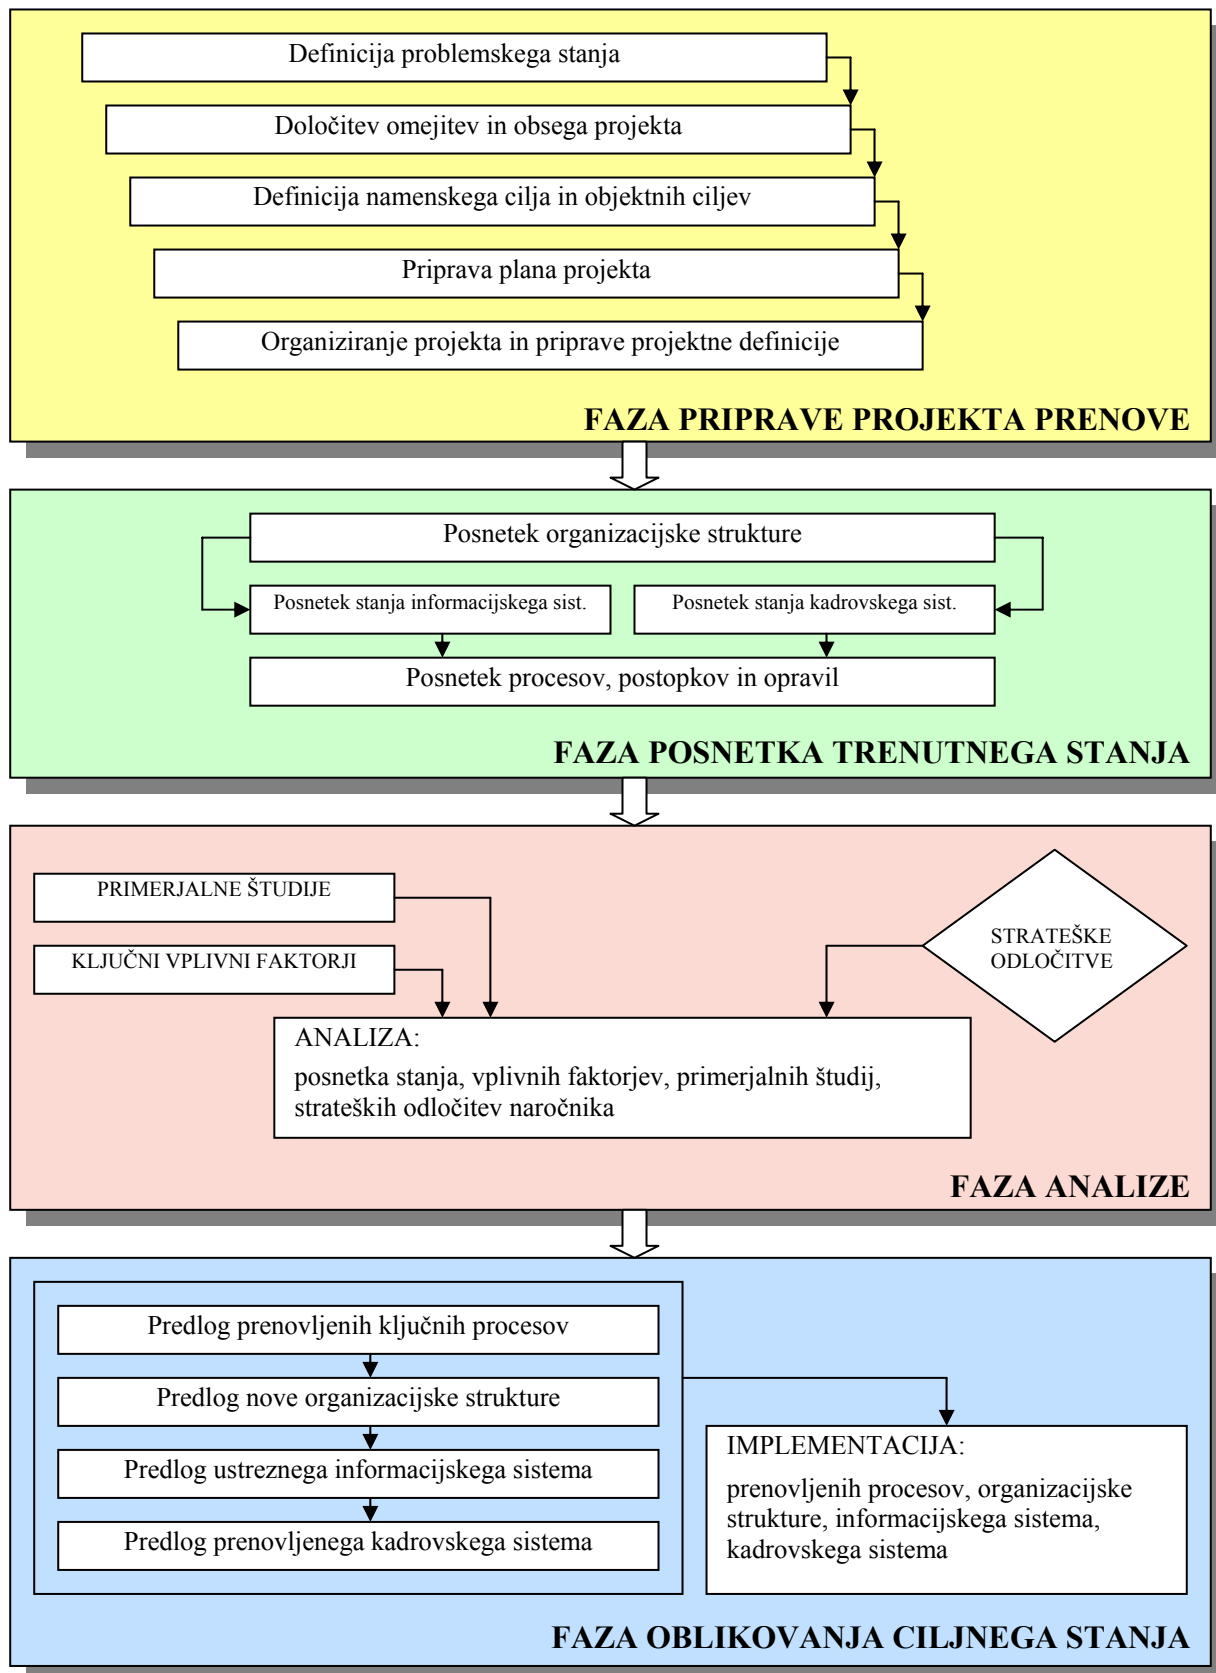 Definicija problemskega stanja
Določitev omejitev in obsega projekta
Definicija namenskega cilja in objektnih ciljev
Priprava plana projekta
Organiziranje projekta in priprave projektne definicije
FAZA PRIPRAVE PROJEKTA PRENOVE
Posnetek organizacijske strukture
Posnetek stanja informacijskega sist.
Posnetek stanja kadrovskega sist.
Posnetek procesov, postopkov in opravil
FAZA POSNETKA TRENUTNEGA STANJA
PRIMERJALNE ŠTUDIJE
KLJUČNI VPLIVNI FAKTORJI
STRATEŠKE
ODLOČITVE
ANALIZA:
posnetka stanja, vplivnih faktorjev, primerjalnih študij,
strateških odločitev naročnika
FAZA ANALIZE
Predlog prenovljenih ključnih procesov
Predlog nove organizacijske strukture
Predlog ustreznega informacijskega sistema
Predlog prenovljenega kadrovskega sistema
IMPLEMENTACIJA:
prenovljenih procesov, organizacijske
strukture, informacijskega sistema,
kadrovskega sistema
FAZA OBLIKOVANJA CILJNEGA STANJA